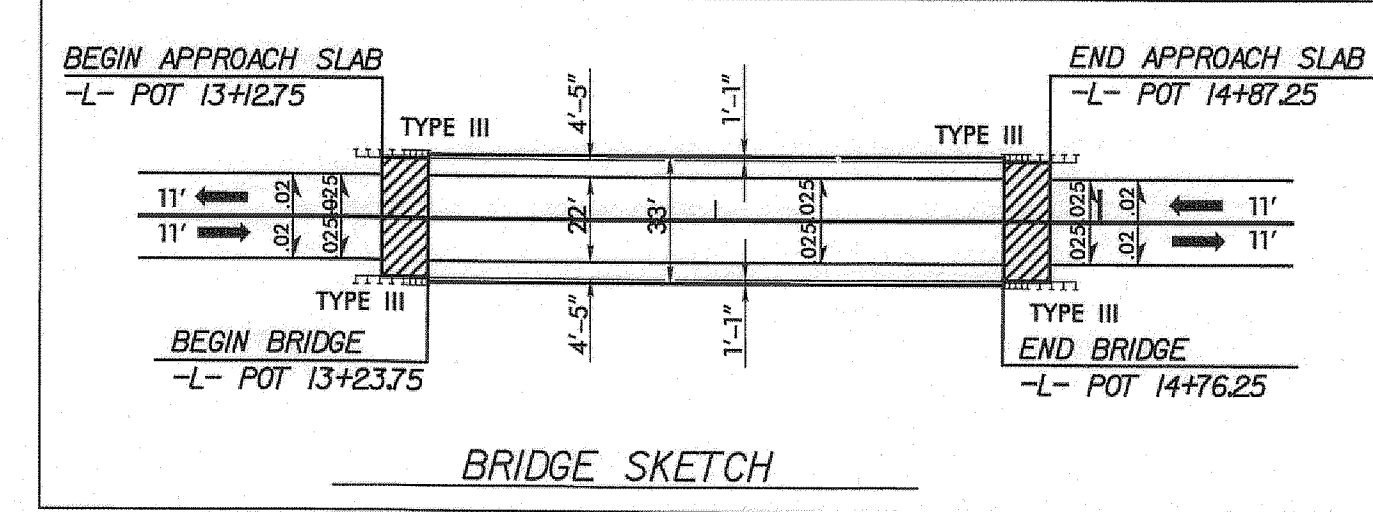 BEGIN APPROACH SLAB
-L- POT 13+12.75
END APPROACH SLAB
-L- POT 14+87.25
TYPE III
4'-5"
1'-1"
TYPE III
11'
.02
.025
22'
33'
.025
.025
.02
11'
11'
.02
.025
.025
.025
.02
11'
TYPE III
4'-5"
1'-1"
TYPE III
BEGIN BRIDGE
-L- POT 13+23.75
END BRIDGE
-L- POT 14+76.25
BRIDGE SKETCH